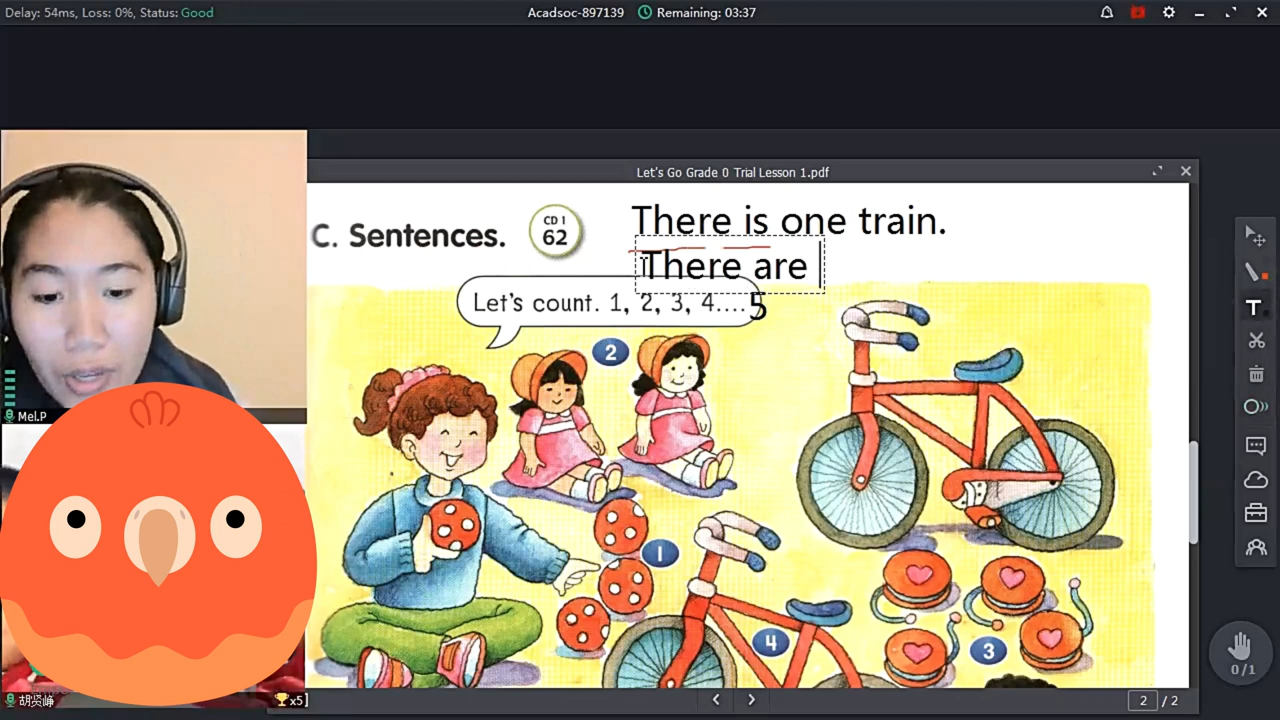 Delay: 54ms, Loss: 0%, Status: Good
Acadsoc-897139
Remaining: 03:37
Let's Go Grade 0 Trial Lesson 1.pdf
C. Sentences.
CD 1
62
There is one train.
There are
Let's count. 1, 2, 3, 4.... 5
2
1
4
3
Mel.P
胡贤峥
x5]
T
0/1
2 / 2